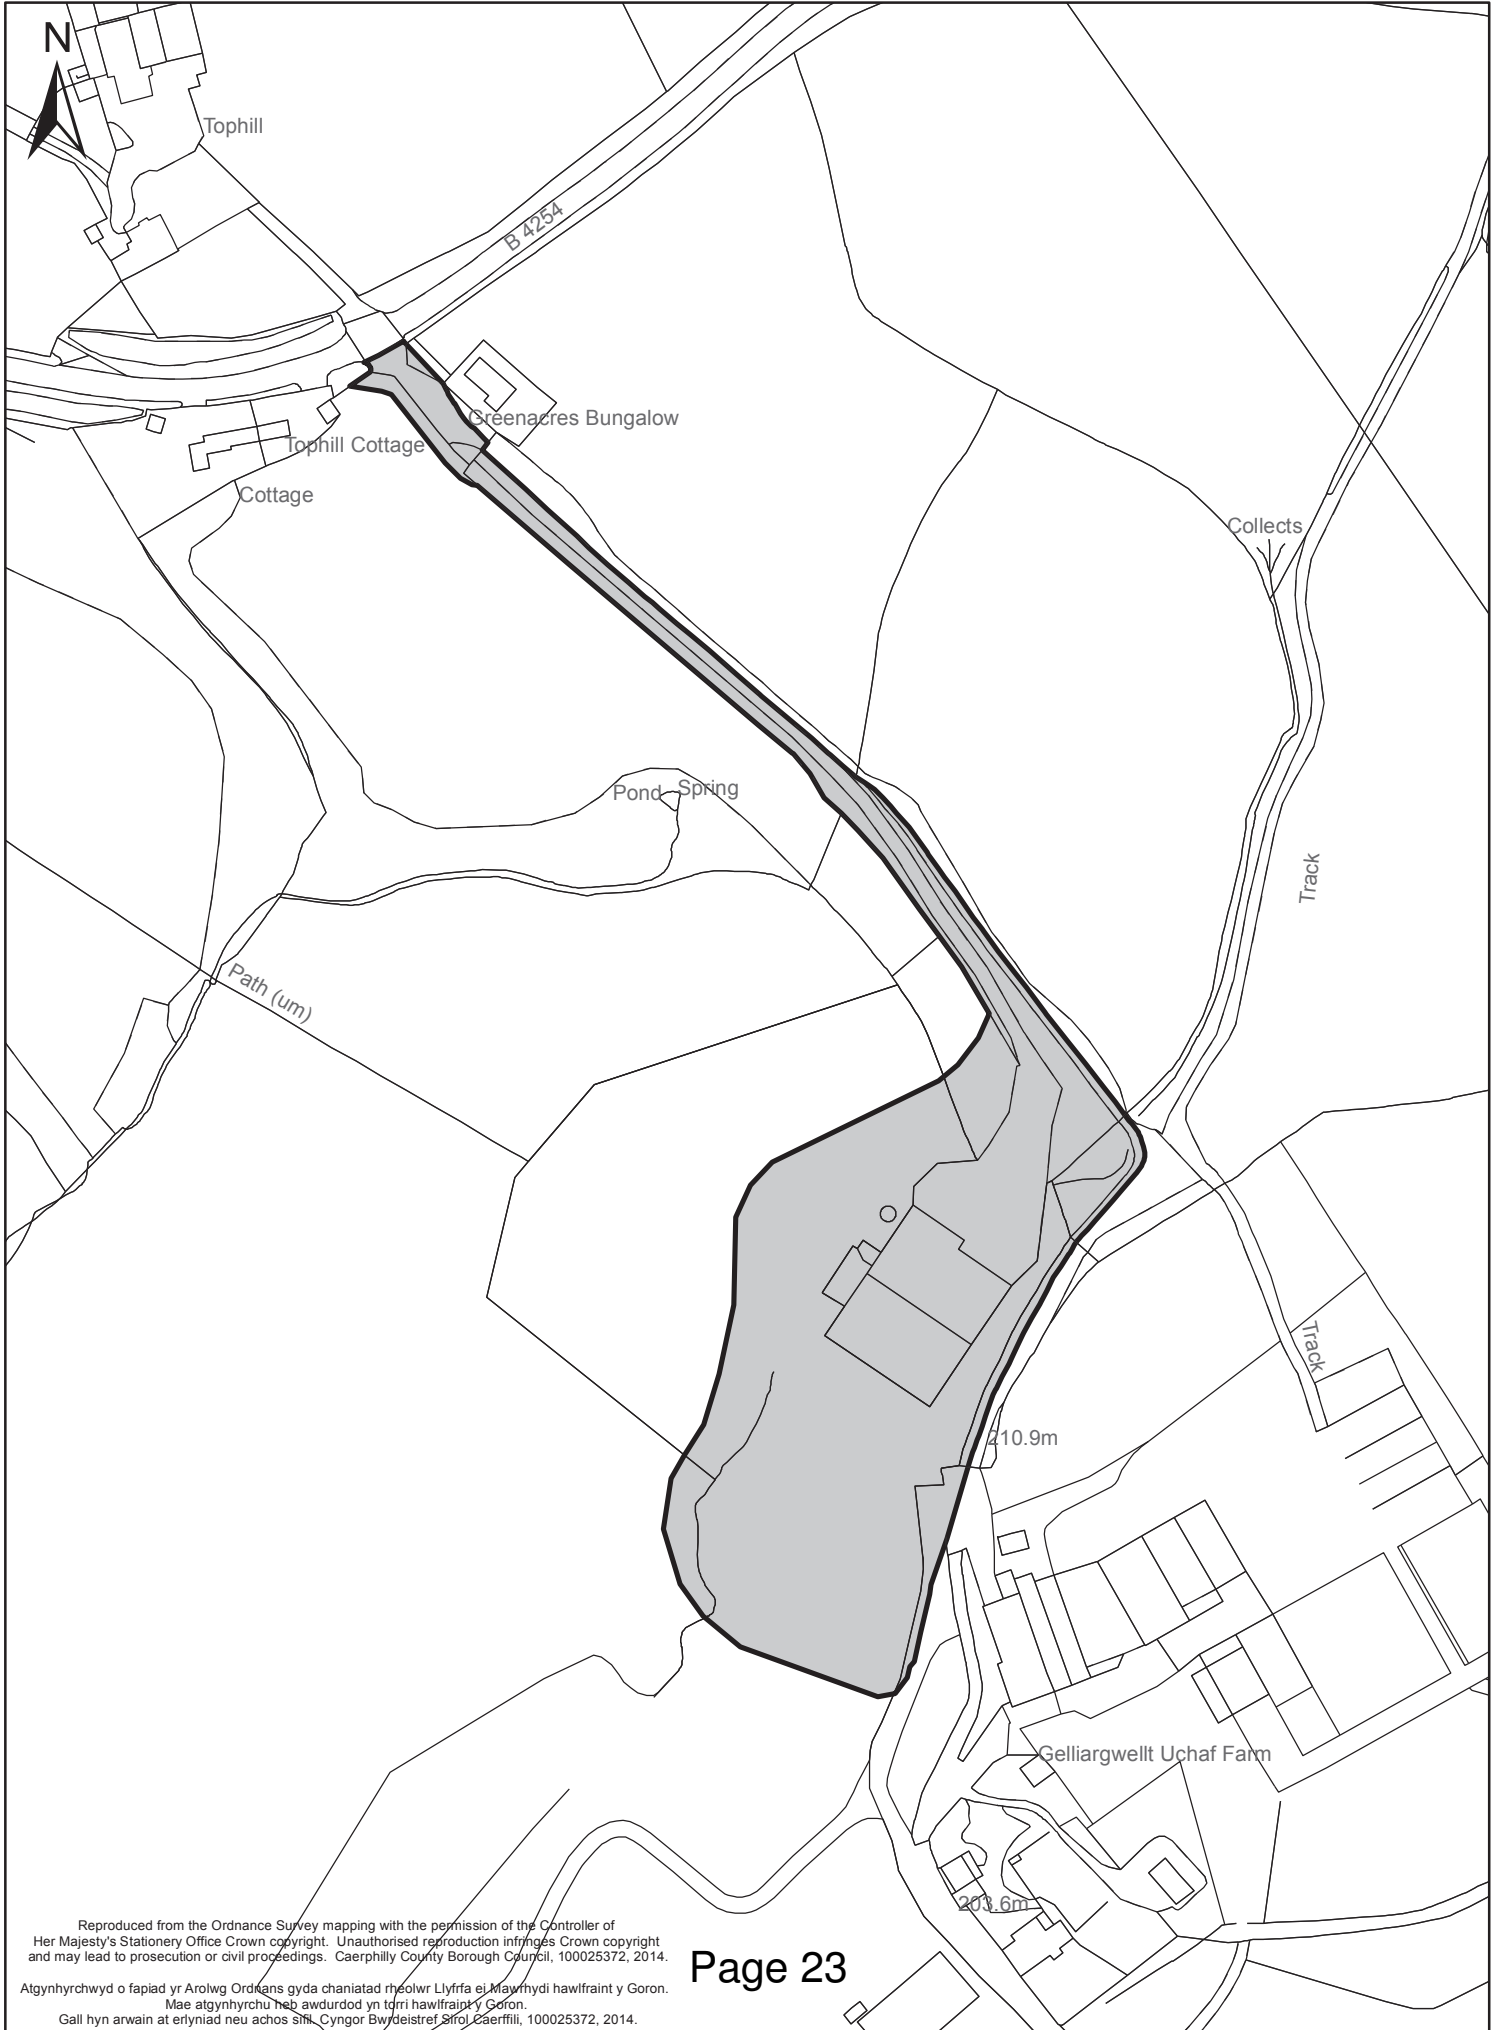 N
Tophill
B 4254
Greenacres Bungalow
Tophill Cottage
Cottage
Collects
Pond
Spring
Track
Path (um)
Track
210.9m
Gelliargwellt Uchaf Farm
203.6m
Reproduced from the Ordnance Survey mapping with the permission of the Controller of
Her Majesty's Stationery Office Crown copyright. Unauthorised reproduction infringes Crown copyright
and may lead to prosecution or civil proceedings. Caerphilly County Borough Council, 100025372, 2014.
Atgynhyrchwyd o fapiad yr Arolwg Ordnans gyda chaniatad rheolwr Llyfrfa ei Mawrhydi hawlfraint y Goron.
Mae atgynhyrchu heb awdurdod yn torri hawlfraint y Goron.
Gall hyn arwain at erlyniad neu achos sifil. Cyngor Bwrdeistref Sirol Caerffili, 100025372, 2014.
Page 23